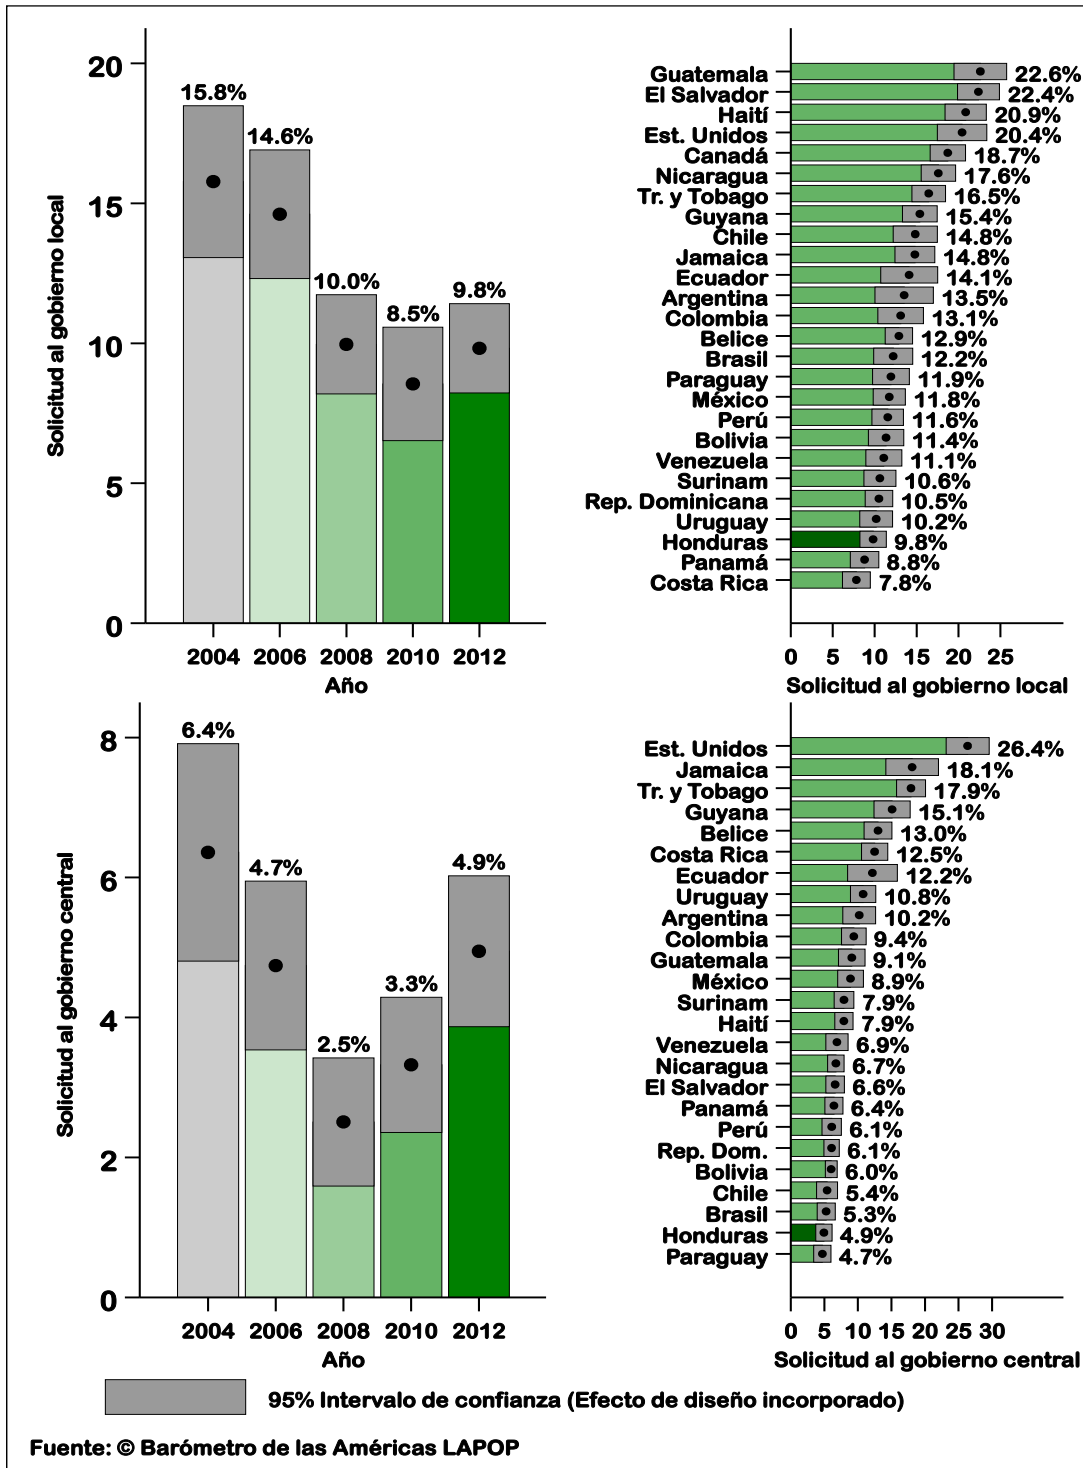 Solicitud al gobierno local
20
15
10
5
0
15.8%
14.6%
10.0%
8.5%
9.8%
2004 2006 2008 2010 2012
Año
Guatemala 22.6%
El Salvador 22.4%
Haití 20.9%
Est. Unidos 20.4%
Canadá 18.7%
Nicaragua 17.6%
Tr. y Tobago 16.5%
Guyana 15.4%
Chile 14.8%
Jamaica 14.8%
Ecuador 14.1%
Argentina 13.5%
Colombia 13.1%
Belice 12.9%
Brasil 12.2%
Paraguay 11.9%
México 11.8%
Perú 11.6%
Bolivia 11.4%
Venezuela 11.1%
Surinam 10.6%
Rep. Dominicana 10.5%
Uruguay 10.2%
Honduras 9.8%
Panamá 8.8%
Costa Rica 7.8%
0 5 10 15 20 25
Solicitud al gobierno local
Solicitud al gobierno central
8
6
4
2
0
6.4%
4.7%
2.5%
3.3%
4.9%
2004 2006 2008 2010 2012
Año
Est. Unidos 26.4%
Jamaica 18.1%
Tr. y Tobago 17.9%
Guyana 15.1%
Belice 13.0%
Costa Rica 12.5%
Ecuador 12.2%
Uruguay 10.8%
Argentina 10.2%
Colombia 9.4%
Guatemala 9.1%
México 8.9%
Surinam 7.9%
Haití 7.9%
Venezuela 6.9%
Nicaragua 6.7%
El Salvador 6.6%
Panamá 6.4%
Perú 6.1%
Rep. Dom. 6.1%
Bolivia 6.0%
Chile 5.4%
Brasil 5.3%
Honduras 4.9%
Paraguay 4.7%
0 5 10 15 20 25 30
Solicitud al gobierno central
95% Intervalo de confianza (Efecto de diseño incorporado)
Fuente: © Barómetro de las Américas LAPOP